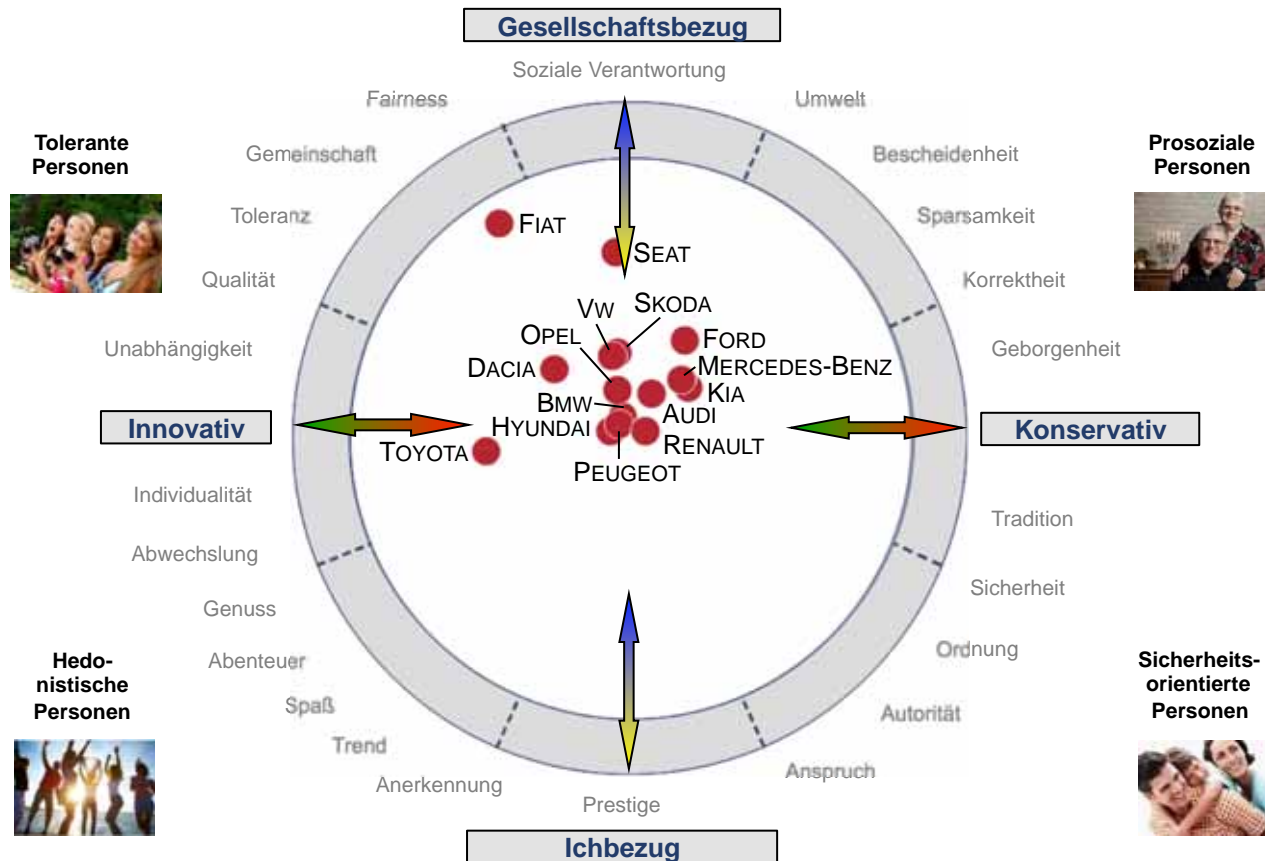 Gesellschaftsbezug
Soziale Verantwortung
Fairness
Umwelt
Tolerante
Personen
Gemeinschaft
Bescheidenheit
Prosoziale
Personen
Toleranz
Sparsamkeit
FIAT
SEAT
Qualität
Korrektheit
VW
SKODA
OPEL
FORD
Unabhängigkeit
Geborgenheit
DACIA
MERCEDES-BENZ
KIA
BMW
AUDI
Innovativ
HYUNDAI
Konservativ
TOYOTA
RENAULT
PEUGEOT
Individualität
Tradition
Abwechslung
Sicherheit
Genuss
Ordnung
Hedo-
nistische
Personen
Abenteuer
Sicherheits-
orientierte
Personen
Spaß
Autorität
Trend
Anerkennung
Anspruch
Prestige
Ichbezug